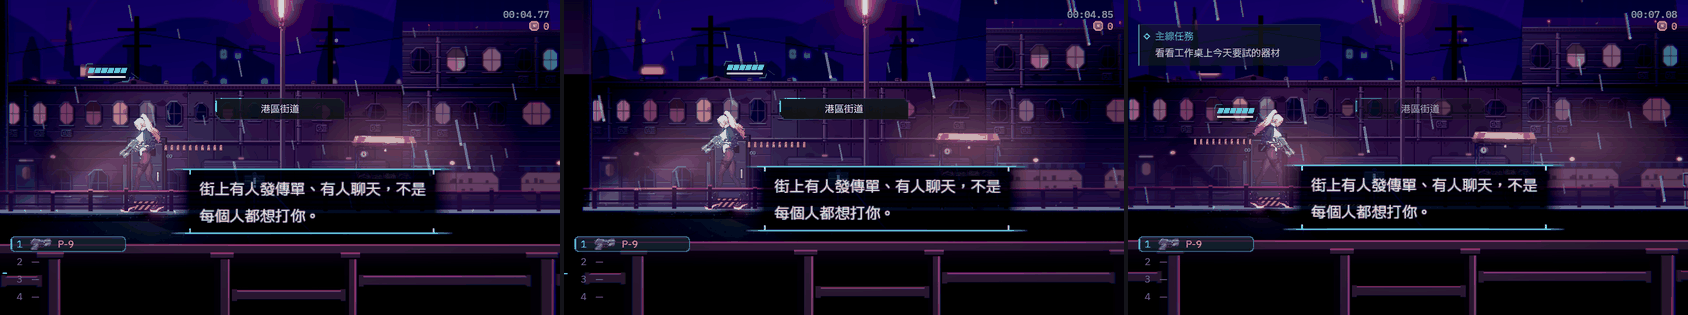 00:04.77
0
港區街道
街上有人發傳單、有人聊天，不是
每個人都想打你。
1 P-9
2 —
3 —
4 —
00:04.85
0
港區街道
街上有人發傳單、有人聊天，不是
每個人都想打你。
1 P-9
2 —
3 —
4 —
00:07.08
0
主線任務
看看工作桌上今天要試的器材
港區街道
街上有人發傳單、有人聊天，不是
每個人都想打你。
1 P-9
2 —
3 —
4 —